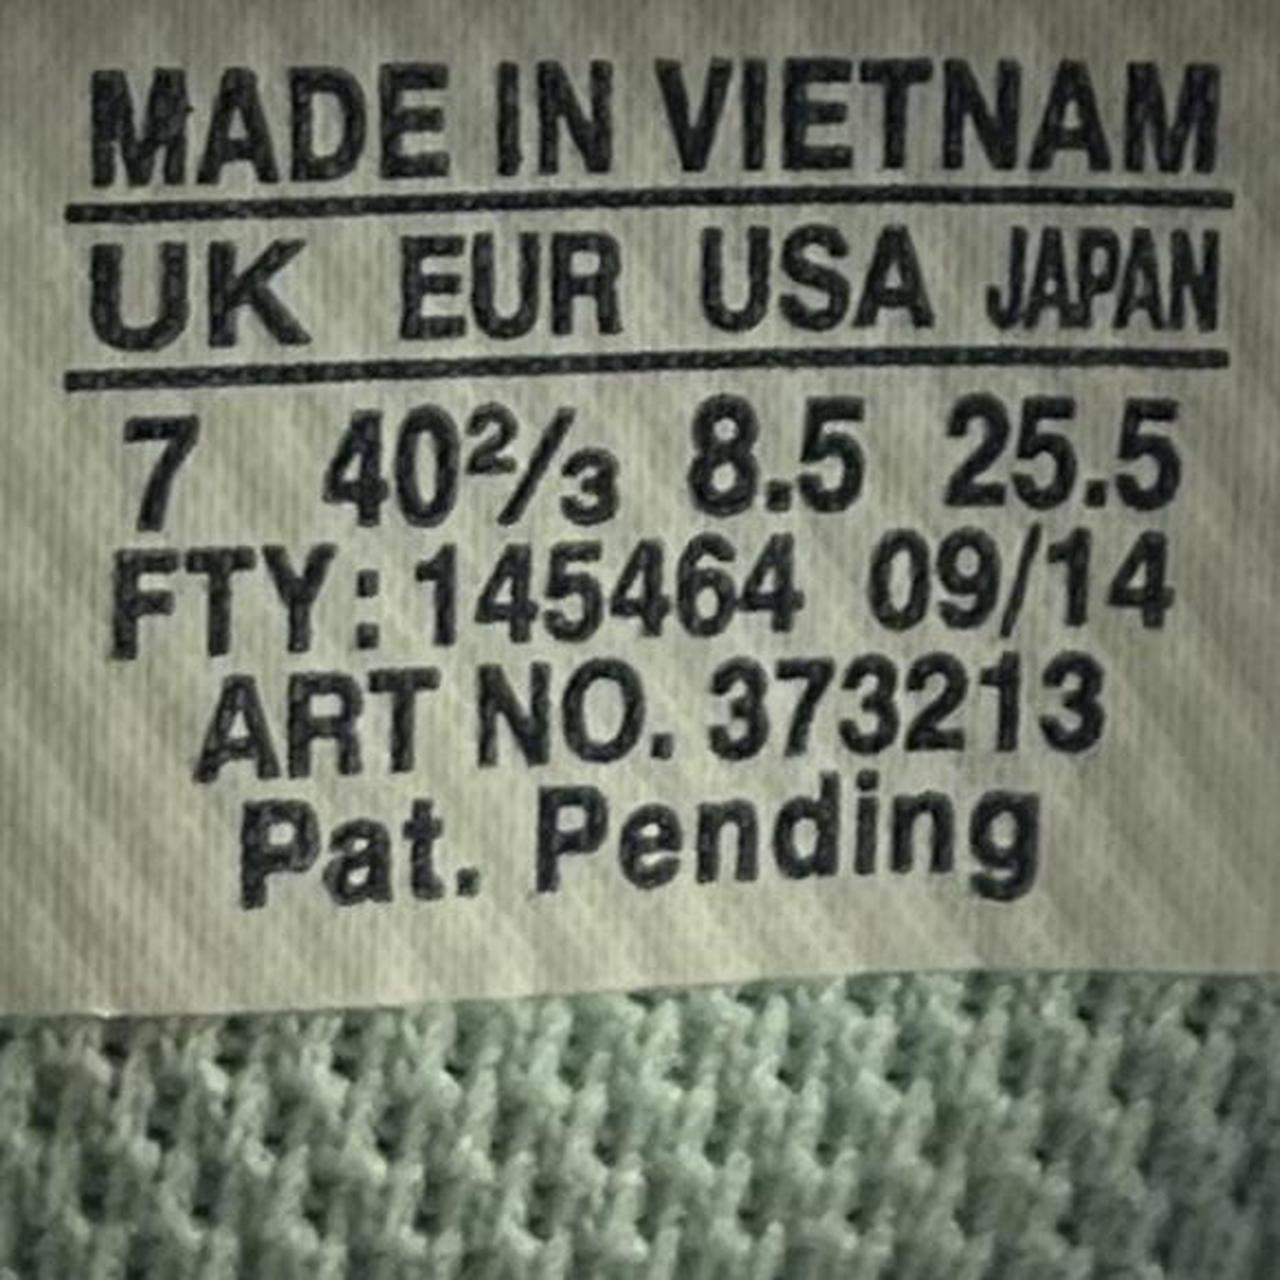 MADE IN VIETNAM
UK EUR USA JAPAN
7 40²/₃ 8.5 25.5
FTY: 145464 09/14
ART NO. 373213
Pat. Pending